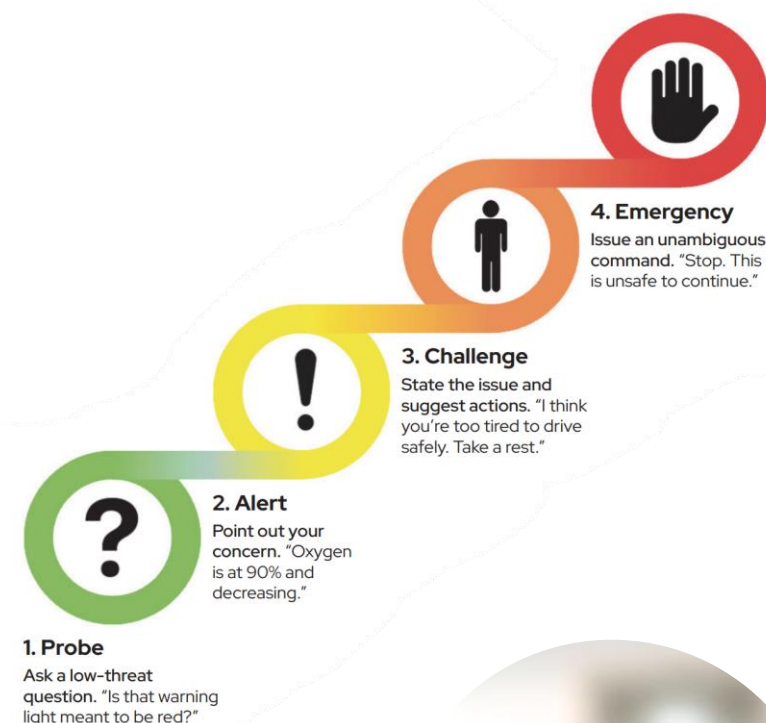 4. Emergency
Issue an unambiguous
command. “Stop. This
is unsafe to continue.”
3. Challenge
State the issue and
suggest actions. “I think
you’re too tired to drive
safely. Take a rest.”
2. Alert
Point out your
concern. “Oxygen
is at 90% and
decreasing.”
1. Probe
Ask a low-threat
question. “Is that warning
light meant to be red?”